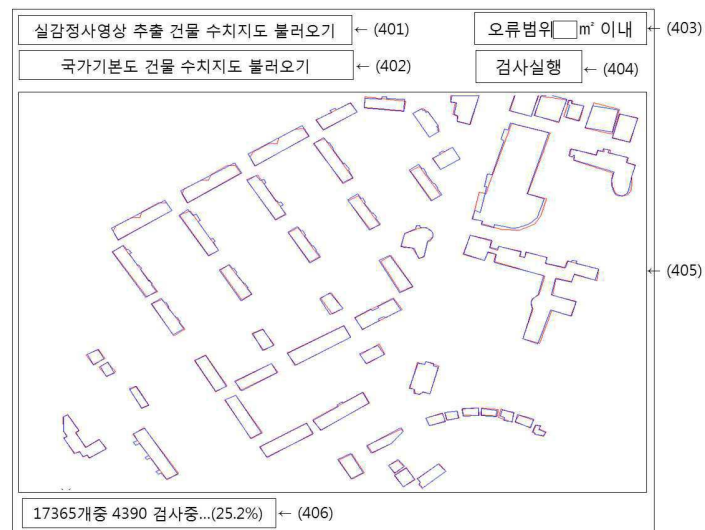 실감정사영상 추출 건물 수치지도 불러오기 ← (401)
오류범위 ㎡ 이내 ← (403)
국가기본도 건물 수치지도 불러오기 ← (402)
검사실행 ← (404)
← (405)
17365개중 4390 검사중...(25.2%) ← (406)